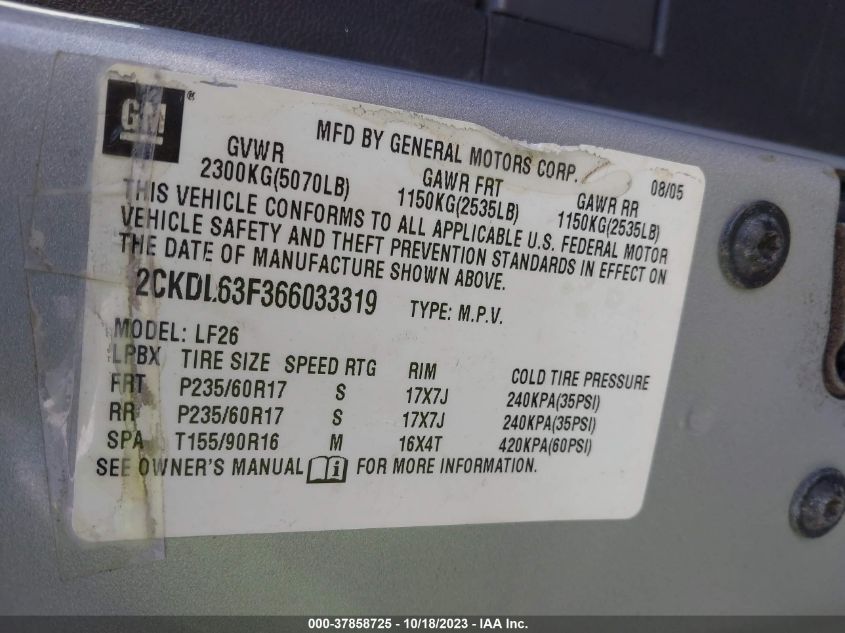 GM®
MFD BY GENERAL MOTORS CORP. 08/05
GVWR GAWR FRT GAWR RR
2300KG(5070LB) 1150KG(2535LB) 1150KG(2535LB)
THIS VEHICLE CONFORMS TO ALL APPLICABLE U.S. FEDERAL MOTOR
VEHICLE SAFETY AND THEFT PREVENTION STANDARDS IN EFFECT ON
THE DATE OF MANUFACTURE SHOWN ABOVE.
2CKDL63F366033319 TYPE: M.P.V.
MODEL: LF26
LPBX TIRE SIZE SPEED RTG RIM COLD TIRE PRESSURE
FRT P235/60R17 S 17X7J 240KPA(35PSI)
RR P235/60R17 S 17X7J 240KPA(35PSI)
SPA T155/90R16 M 16X4T 420KPA(60PSI)
SEE OWNER'S MANUAL i FOR MORE INFORMATION.
000-37858725 - 10/18/2023 - IAA Inc.